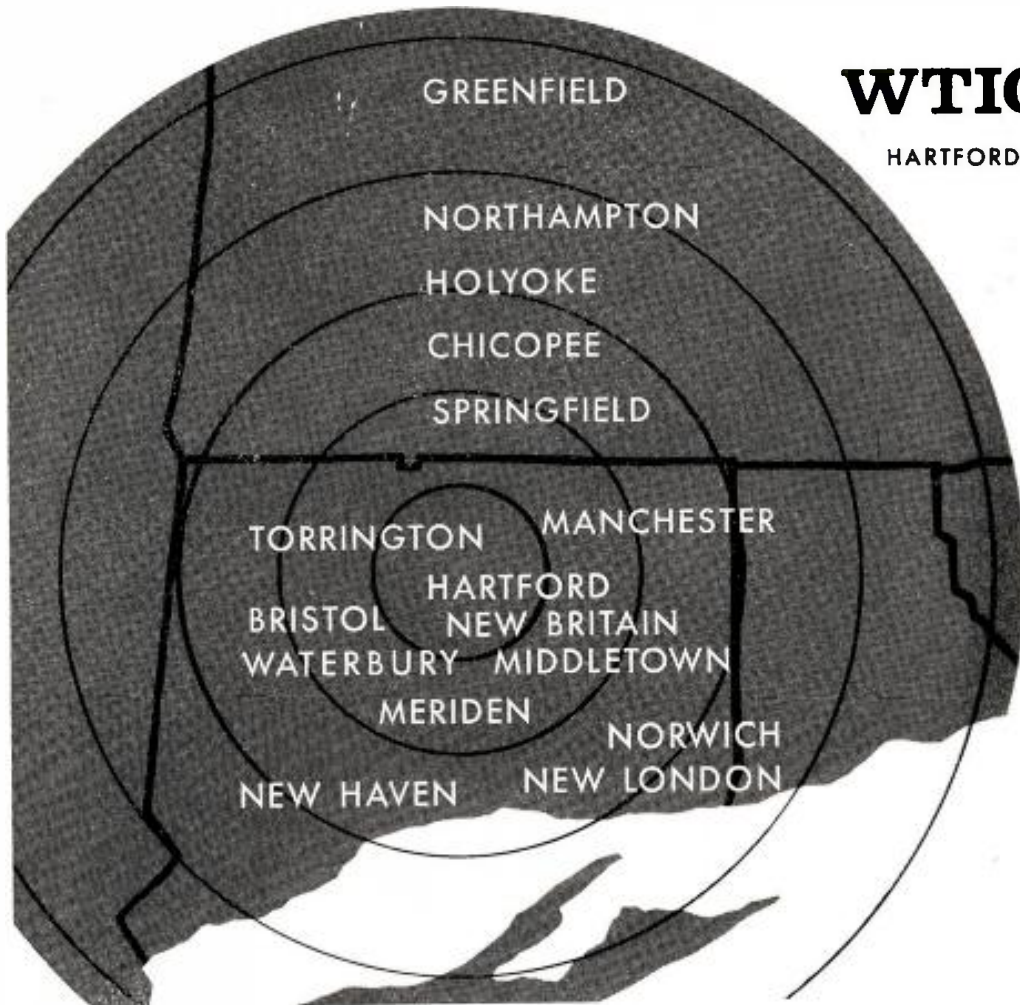 GREENFIELD
WTIC
HARTFORD
NORTHAMPTON
HOLYOKE
CHICOPEE
SPRINGFIELD
TORRINGTON
MANCHESTER
HARTFORD
BRISTOL
NEW BRITAIN
WATERBURY
MIDDLETOWN
MERIDEN
NORWICH
NEW LONDON
NEW HAVEN